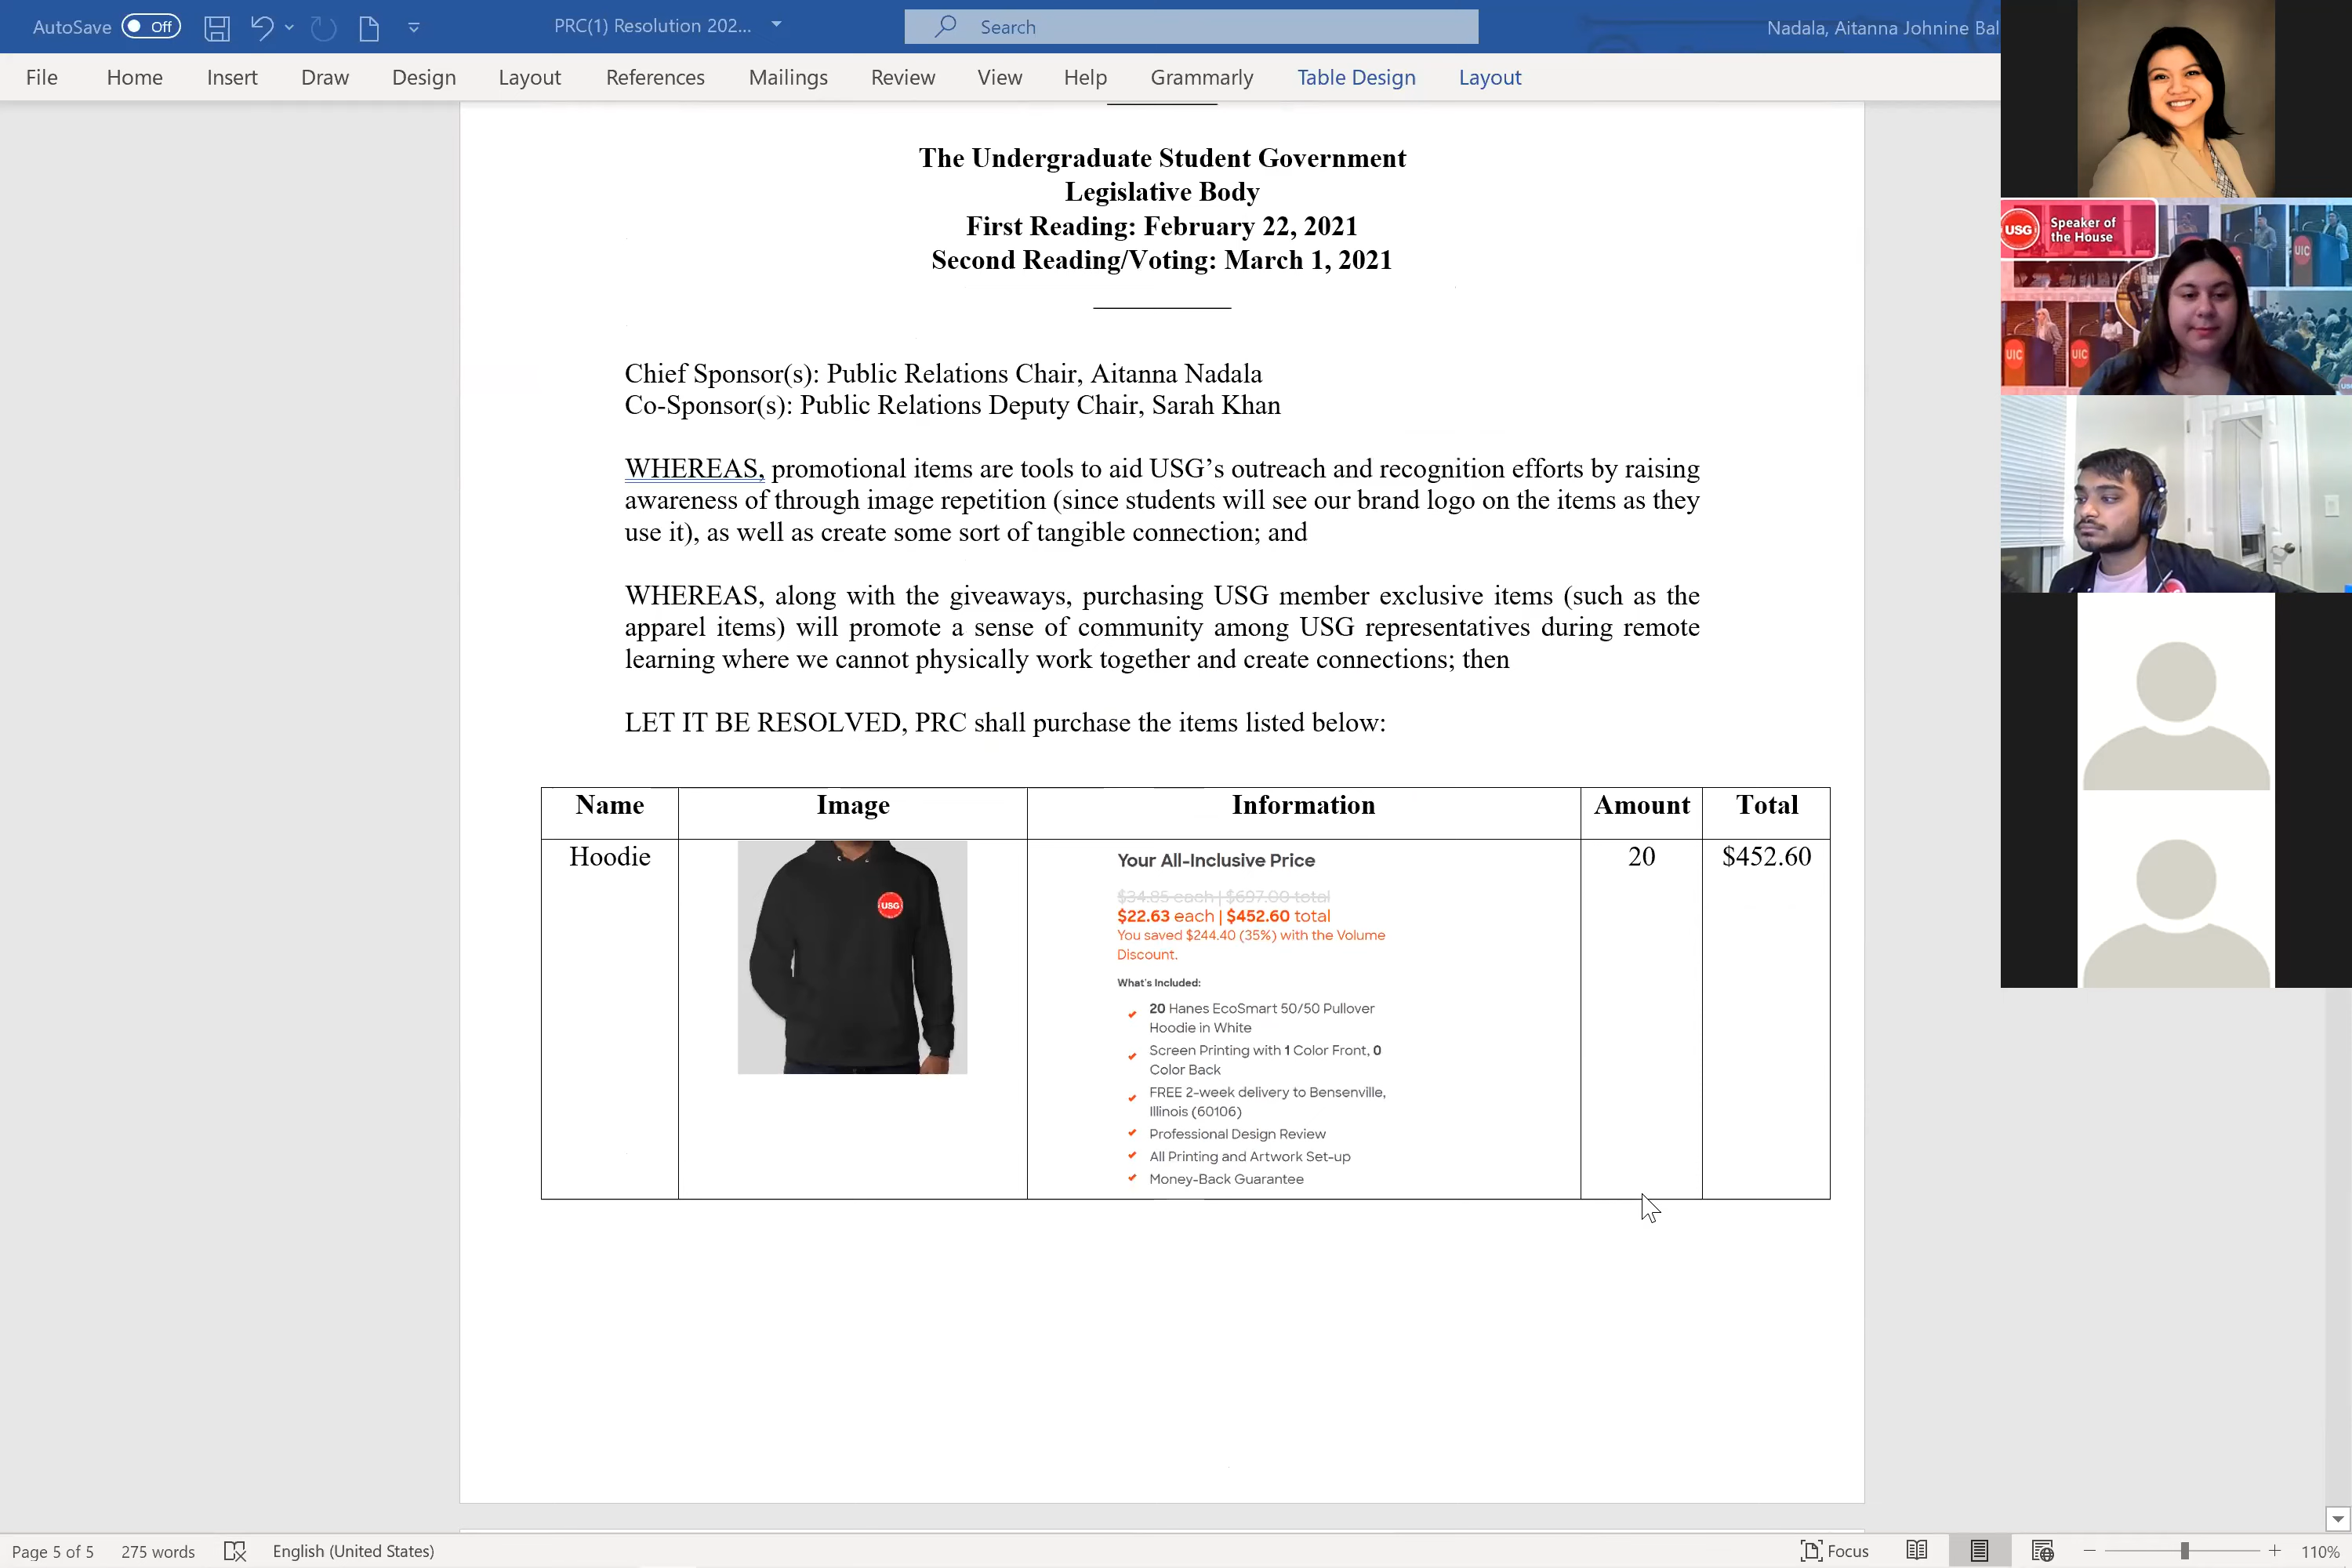 AutoSave Off PRC(1) Resolution 202... Search Nadala, Aitanna Johnine Bal
File Home Insert Draw Design Layout References Mailings Review View Help Grammarly Table Design Layout
The Undergraduate Student Government
Legislative Body
First Reading: February 22, 2021
Second Reading/Voting: March 1, 2021
Chief Sponsor(s): Public Relations Chair, Aitanna Nadala
Co-Sponsor(s): Public Relations Deputy Chair, Sarah Khan
WHEREAS, promotional items are tools to aid USG’s outreach and recognition efforts by raising
awareness of through image repetition (since students will see our brand logo on the items as they
use it), as well as create some sort of tangible connection; and
WHEREAS, along with the giveaways, purchasing USG member exclusive items (such as the
apparel items) will promote a sense of community among USG representatives during remote
learning where we cannot physically work together and create connections; then
LET IT BE RESOLVED, PRC shall purchase the items listed below:
Name Image Information Amount Total
Hoodie
USG
Your All-Inclusive Price
$34.85 each | $697.00 total
$22.63 each | $452.60 total
You saved $244.40 (35%) with the Volume
Discount.
What's Included:
20 Hanes EcoSmart 50/50 Pullover
Hoodie in White
Screen Printing with 1 Color Front, 0
Color Back
FREE 2-week delivery to Bensenville,
Illinois (60106)
Professional Design Review
All Printing and Artwork Set-up
Money-Back Guarantee
20
$452.60
USG
Speaker of
the House
UIC
UIC
UIC
Page 5 of 5 275 words English (United States) Focus 110%